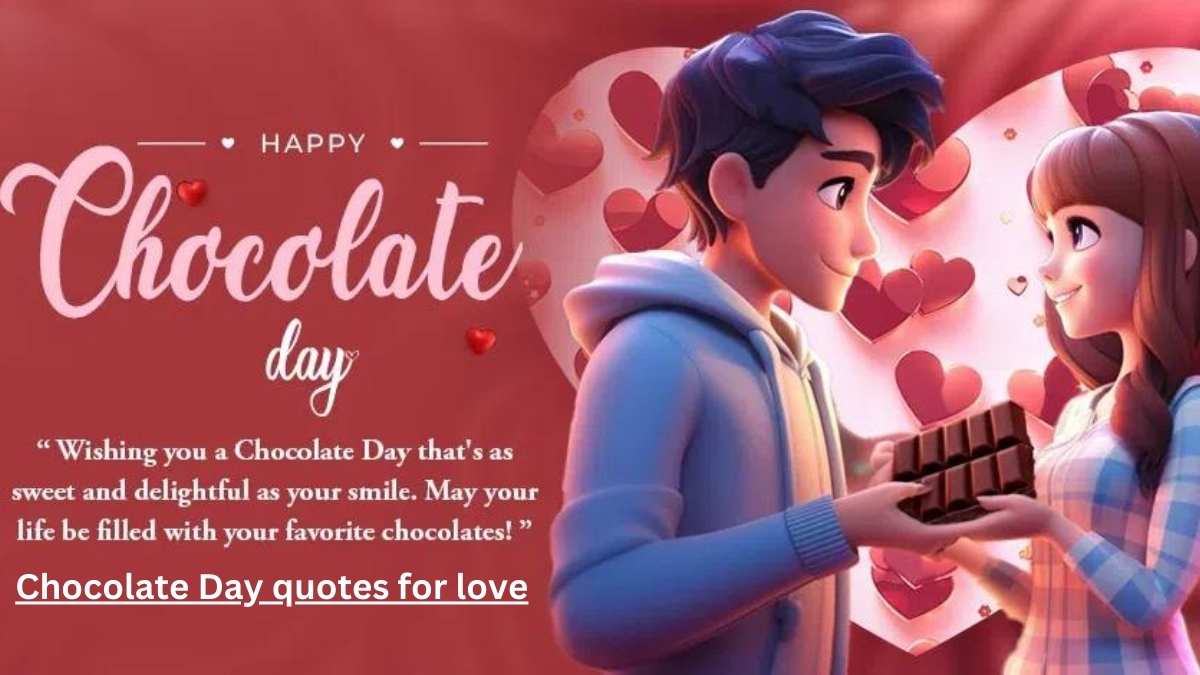 HAPPY
Chocolate
day
“ Wishing you a Chocolate Day that's as
sweet and delightful as your smile. May your
life be filled with your favorite chocolates! ”
Chocolate Day quotes for love